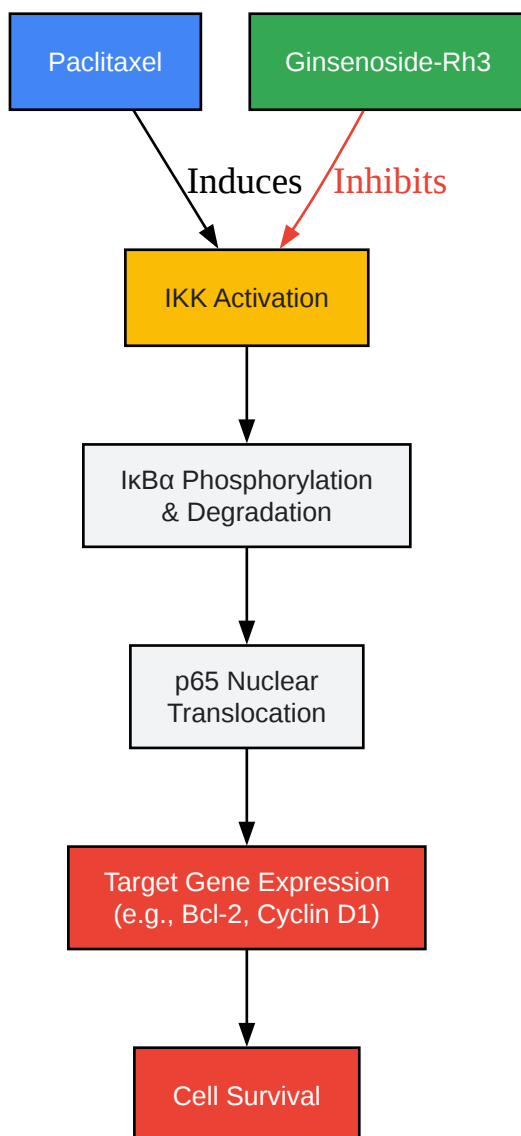 Paclitaxel
Ginsenoside-Rh3
Induces
Inhibits
IKK Activation
IκBα Phosphorylation
& Degradation
p65 Nuclear
Translocation
Target Gene Expression
(e.g., Bcl-2, Cyclin D1)
Cell Survival